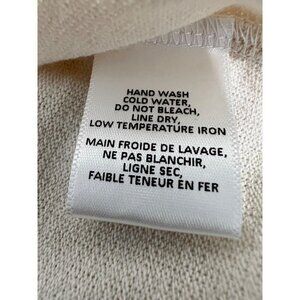 HAND WASH
COLD WATER,
DO NOT BLEACH,
LINE DRY,
LOW TEMPERATURE IRON
MAIN FROIDE DE LAVAGE,
NE PAS BLANCHIR,
LIGNE SEC,
FAIBLE TENEUR EN FER